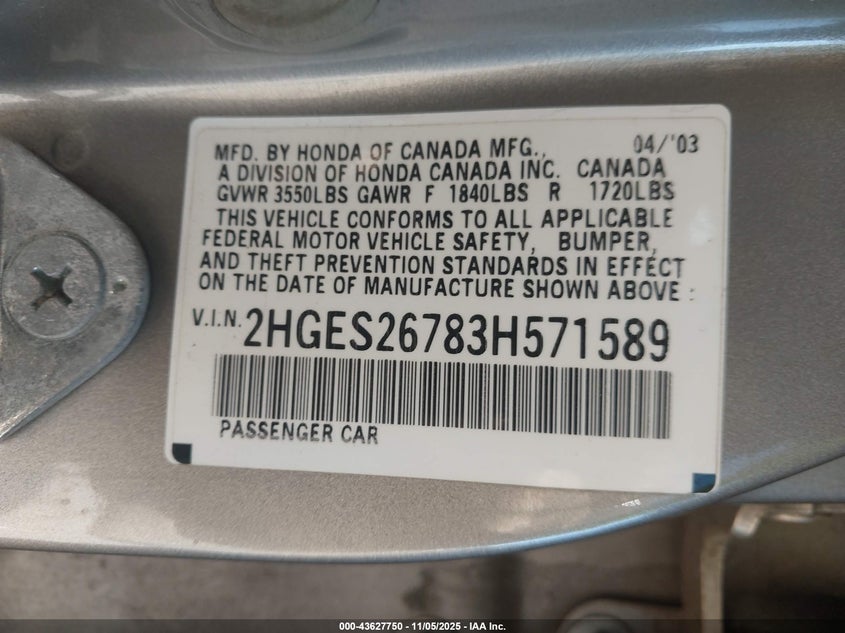 MFD. BY HONDA OF CANADA MFG., 04/'03
A DIVISION OF HONDA CANADA INC. CANADA
GVWR 3550LBS GAWR F 1840LBS R 1720LBS
THIS VEHICLE CONFORMS TO ALL APPLICABLE
FEDERAL MOTOR VEHICLE SAFETY, BUMPER,
AND THEFT PREVENTION STANDARDS IN EFFECT
ON THE DATE OF MANUFACTURE SHOWN ABOVE :
V.I.N. 2HGES26783H571589
PASSENGER CAR
000-43627750 - 11/05/2025 - IAA Inc.